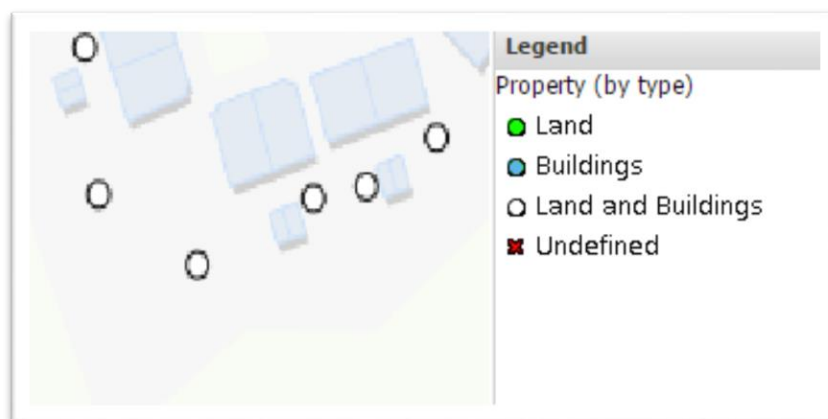 Legend
Property (by type)
Land
Buildings
Land and Buildings
Undefined